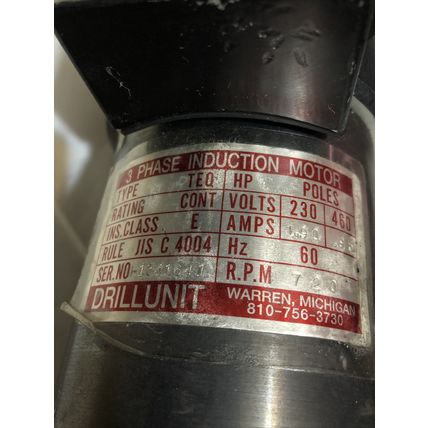 3 PHASE INDUCTION MOTOR
TYPE TEQ HP POLES
RATING CONT VOLTS 230 460
INS.CLASS. E AMPS
RULE JIS C 4004 Hz 60
SER.NO R.P.M
DRILLUNIT WARREN, MICHIGAN
810-756-3730